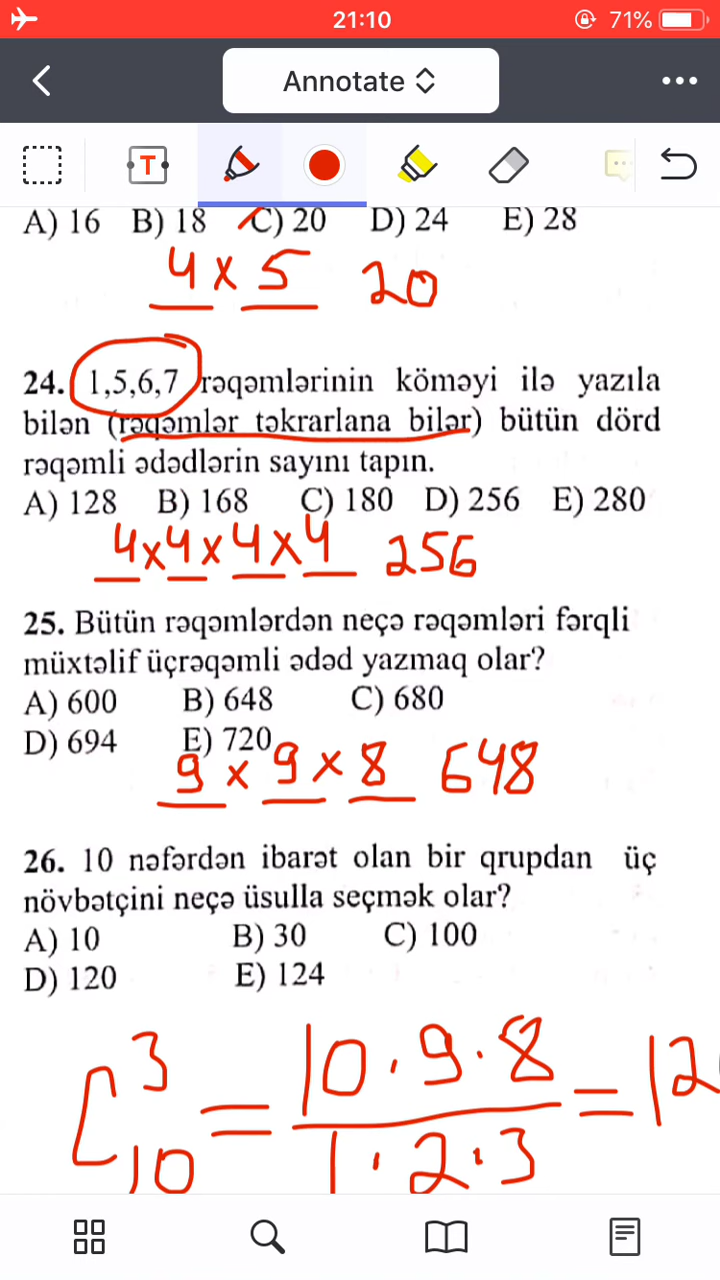 21:10
71%
Annotate
T
A) 16 B) 18 C) 20 D) 24 E) 28
4 x 5 20
24. 1,5,6,7 rəqəmlərinin köməyi ilə yazıla
bilən (rəqəmlər təkrarlana bilər) bütün dörd
rəqəmli ədədlərin sayını tapın.
A) 128 B) 168 C) 180 D) 256 E) 280
4x4x4x4 256
25. Bütün rəqəmlərdən neçə rəqəmləri fərqli
müxtəlif üçrəqəmli ədəd yazmaq olar?
A) 600 B) 648 C) 680
D) 694 E) 720
9 x 9 x 8 648
26. 10 nəfərdən ibarət olan bir qrupdan üç
növbətçini neçə üsulla seçmək olar?
A) 10 B) 30 C) 100
D) 120 E) 124
C 3 10 = 10·9·8 / 1·2·3 = 12